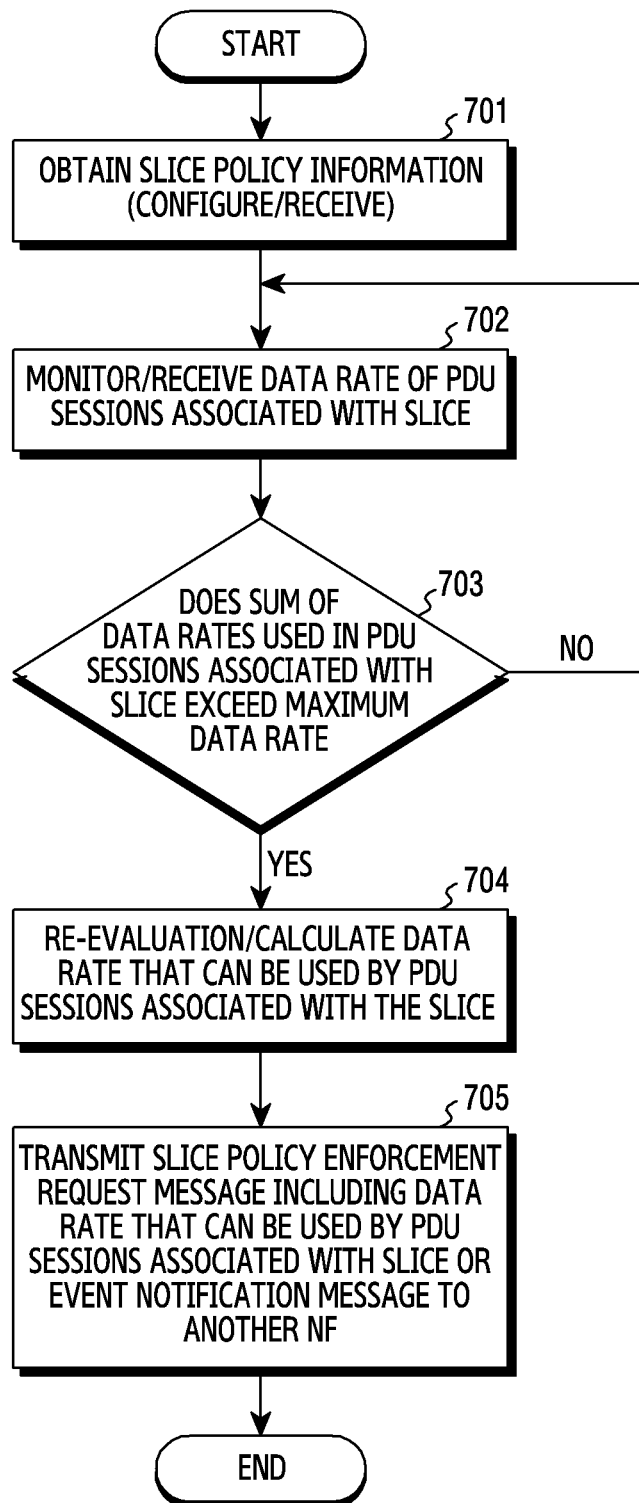 START
701
OBTAIN SLICE POLICY INFORMATION
(CONFIGURE/RECEIVE)
702
MONITOR/RECEIVE DATA RATE OF PDU
SESSIONS ASSOCIATED WITH SLICE
703
DOES SUM OF
DATA RATES USED IN PDU
SESSIONS ASSOCIATED WITH
SLICE EXCEED MAXIMUM
DATA RATE
NO
YES
704
RE-EVALUATION/CALCULATE DATA
RATE THAT CAN BE USED BY PDU
SESSIONS ASSOCIATED WITH THE SLICE
705
TRANSMIT SLICE POLICY ENFORCEMENT
REQUEST MESSAGE INCLUDING DATA
RATE THAT CAN BE USED BY PDU
SESSIONS ASSOCIATED WITH SLICE OR
EVENT NOTIFICATION MESSAGE TO
ANOTHER NF
END